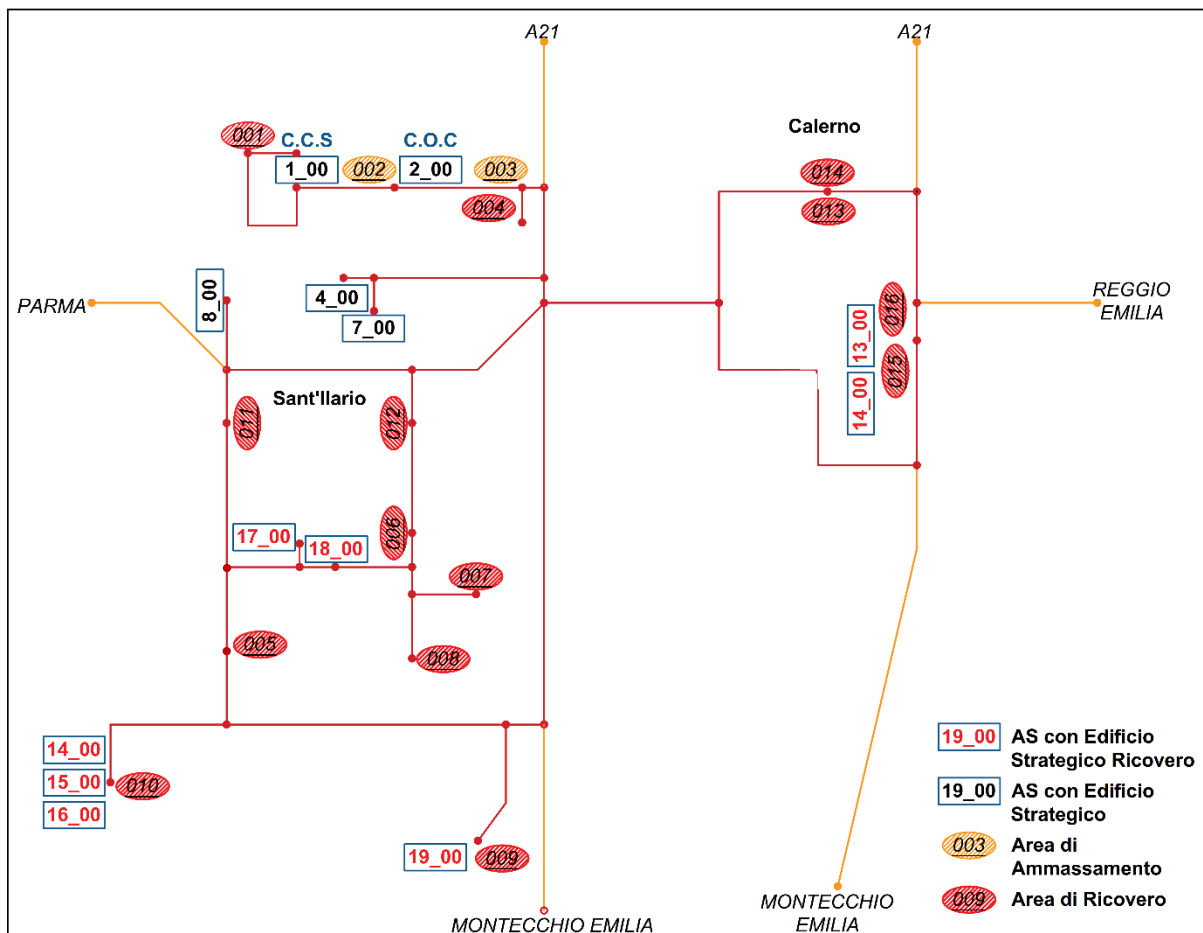 A21
A21
Calerno
001
C.C.S
C.O.C
1_00
002
2_00
003
004
014
013
PARMA
8_00
4_00
7_00
REGGIO
EMILIA
016
13_00
015
14_00
Sant'Ilario
011
012
17_00
18_00
006
007
005
008
14_00
15_00
010
16_00
19_00
009
MONTECCHIO EMILIA
MONTECCHIO
EMILIA
19_00 AS con Edificio
Strategico Ricovero
19_00 AS con Edificio
Strategico
003 Area di
Ammassamento
009 Area di Ricovero